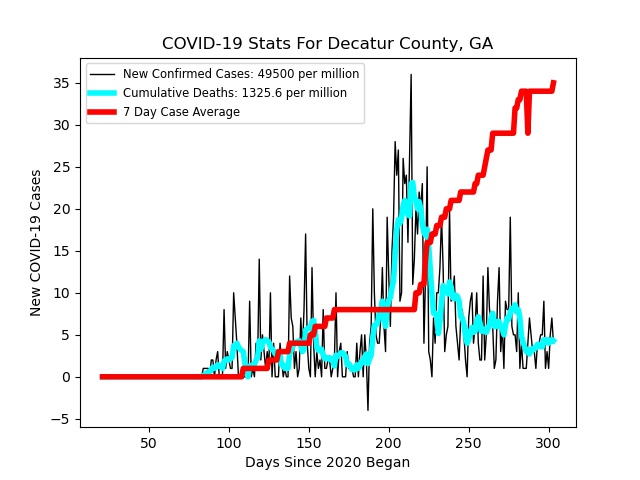 COVID-19 Stats For Decatur County, GA
New Confirmed Cases: 49500 per million
Cumulative Deaths: 1325.6 per million
7 Day Case Average
New COVID-19 Cases
35
30
25
20
15
10
5
0
−5
50 100 150 200 250 300
Days Since 2020 Began